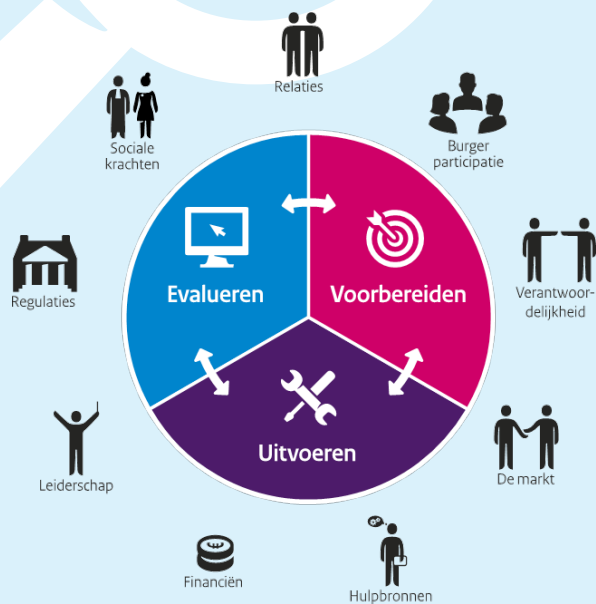 Relaties
Sociale
krachten
Burger
participatie
Evalueren
Voorbereiden
Regulaties
Verantwoor-
delijkheid
Uitvoeren
Leiderschap
De markt
Financiën
Hulpbronnen